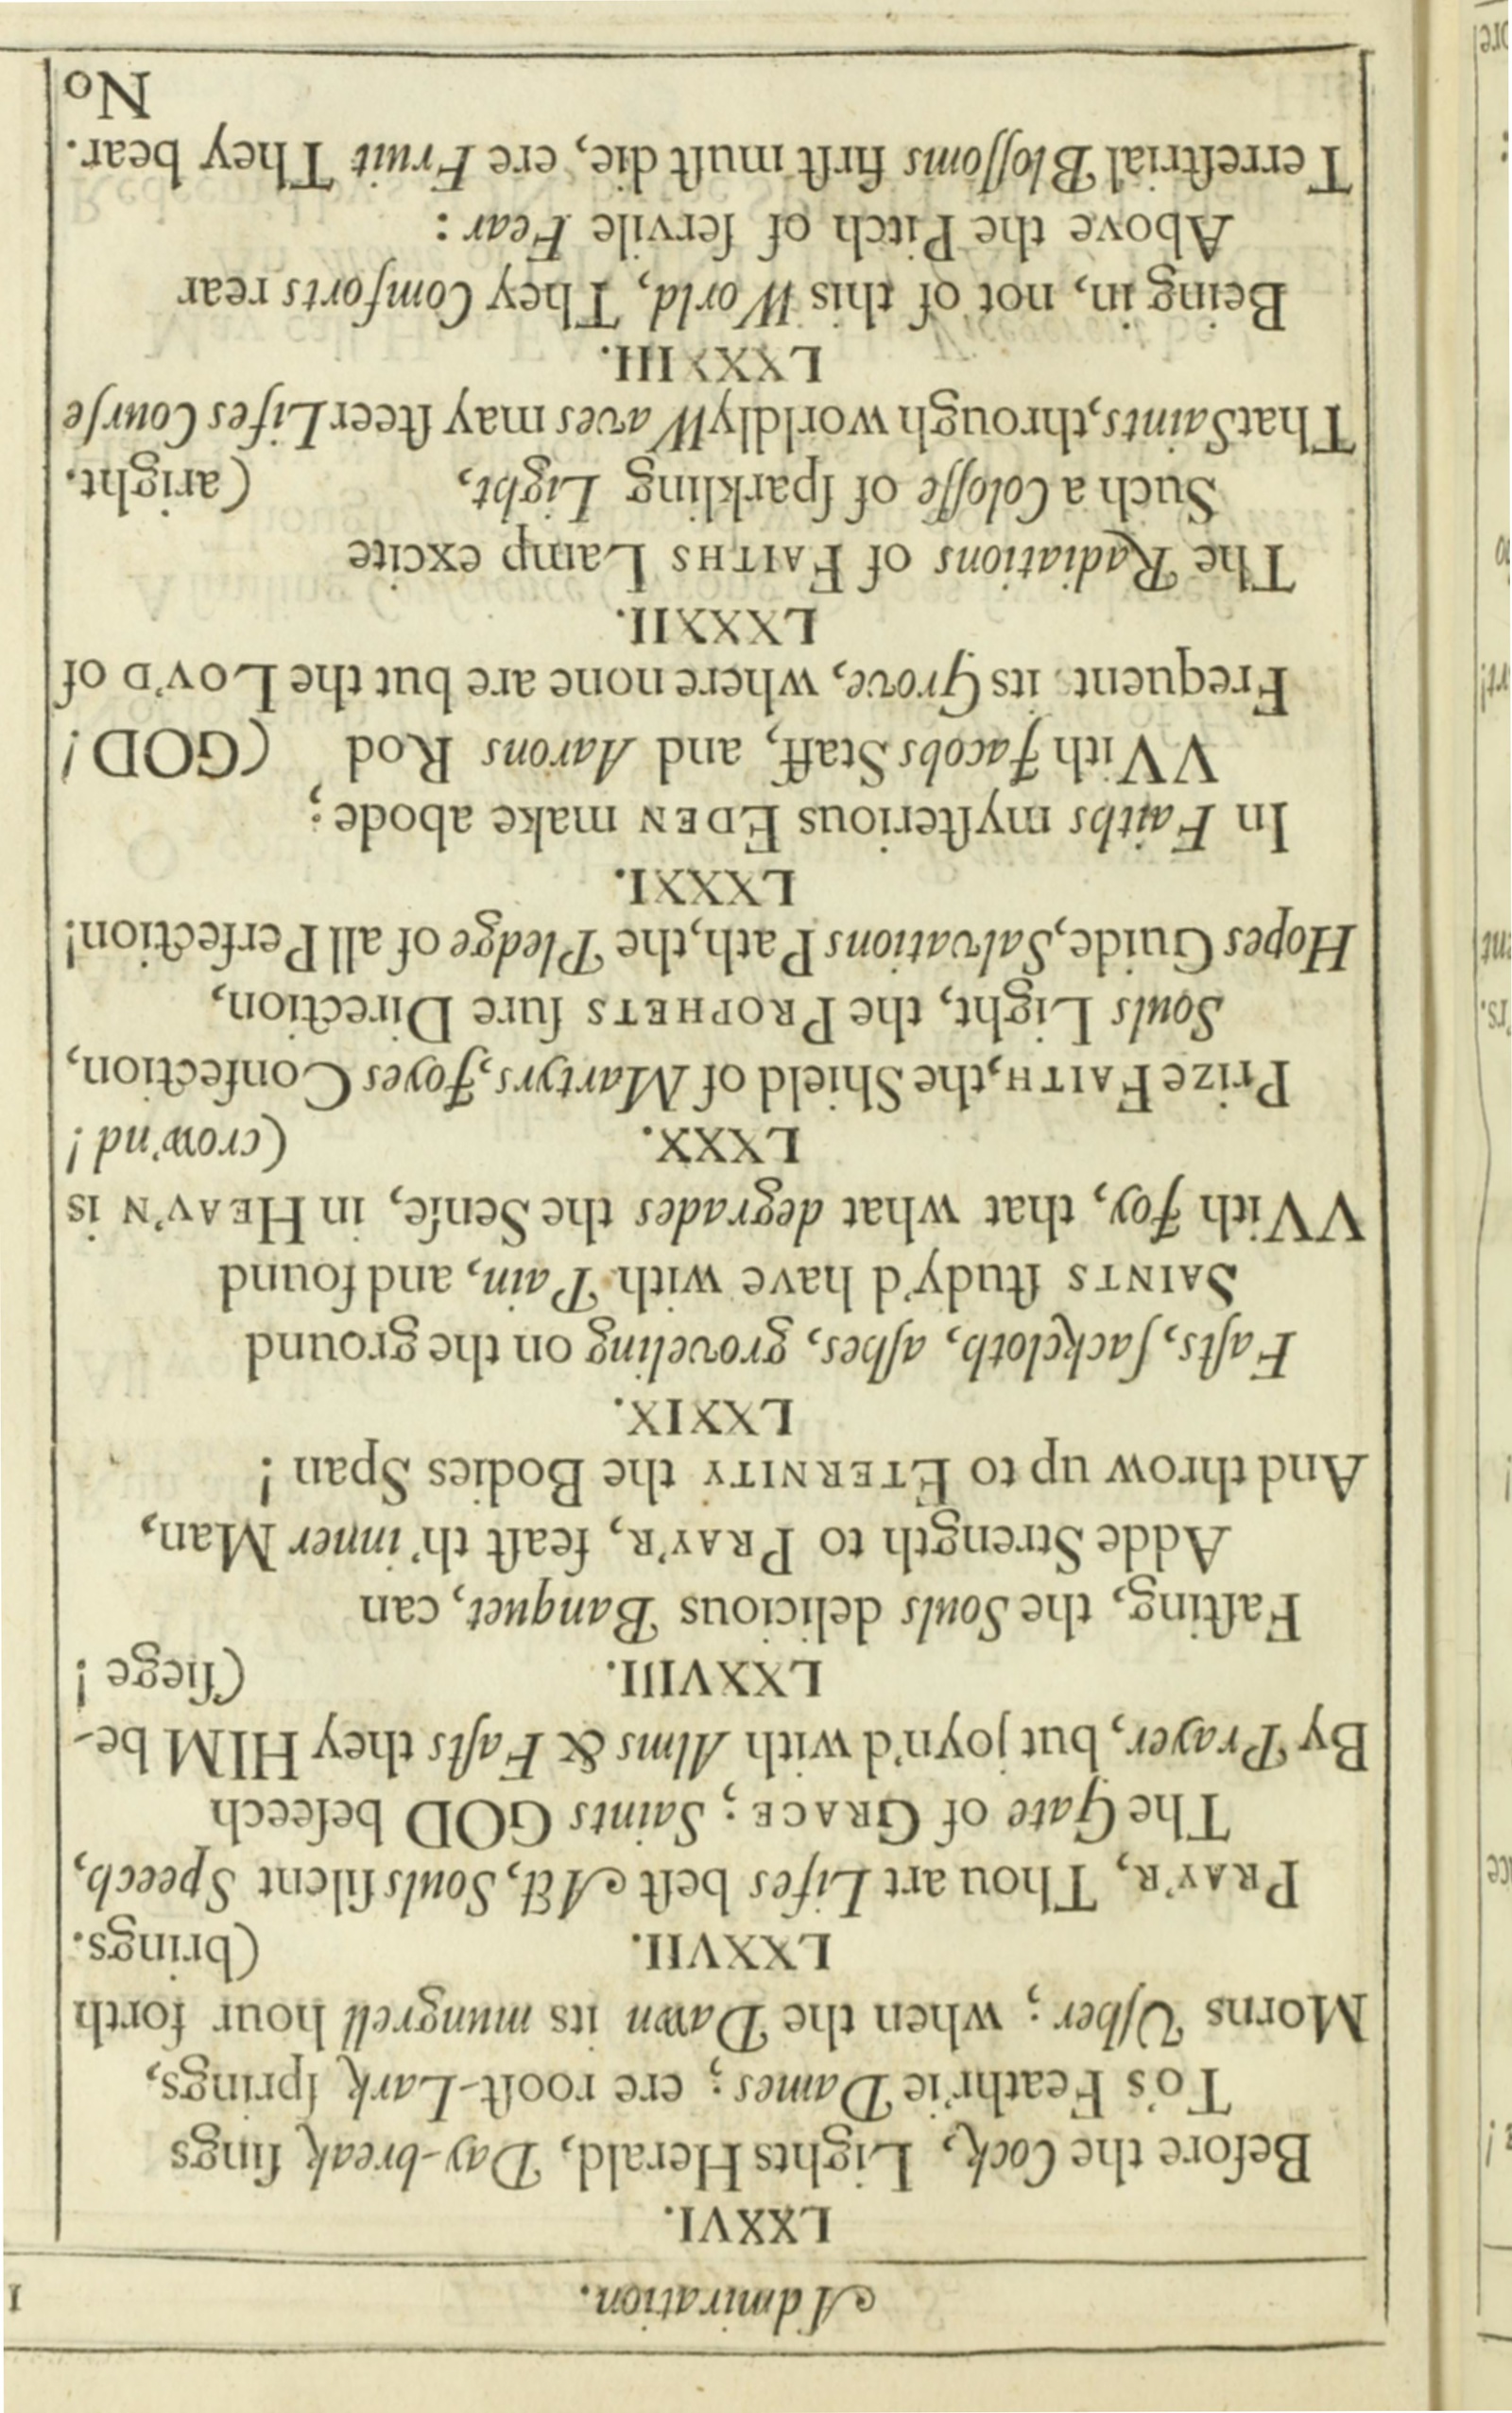 Admiration.
LXXVI.
Before the Cock, Lights Herald, Day-break ſings
To's Feathr'ie Dames; ere rooſt-Lark ſprings,
Morns Uſher; when the Dawn its mungrell hour forth
LXXVII. (brings.
PRAY'R, Thou art Lifes beſt Act, Souls ſilent Speech,
The Gate of GRACE; Saints GOD beſeech
By Prayer, but joyn'd with Alms & Faſts they HIM be-
LXXVIII. (ſiege!
Faſting, the Souls delicious Banquet, can
Adde Strength to PRAY'R, feaſt th' inner Man,
And throw up to ETERNITY the Bodies Span!
LXXIX.
Faſts, ſackcloth, aſhes, groveling on the ground
SAINTS ſtudy'd have with Pain, and found
VVith Joy, that what degrades the Senſe, in HEAV'N is
LXXX. (crow'nd!
Prize FAITH, the Shield of Martyrs, Joyes Confection,
Souls Light, the PROPHETS ſure Direction,
Hopes Guide, Salvations Path, the Pledge of all Perfection!
LXXXI.
In Faiths myſterious EDEN make abode;
VVith Jacobs Staff, and Aarons Rod (GOD!
Frequent its Grove, where none are but the LOV'D of
LXXXII.
The Radiations of FAITHS Lamp excite
Such a Coloſſe of ſparkling Light, (aright.
That Saints, through worldly Waves may ſteer Lifes Courſe
LXXXIII.
Being in, not of this World, They Comforts rear
Above the Pitch of ſervile Fear:
Terreſtrial Bloſſoms firſt muſt die, ere Fruit They bear.
No